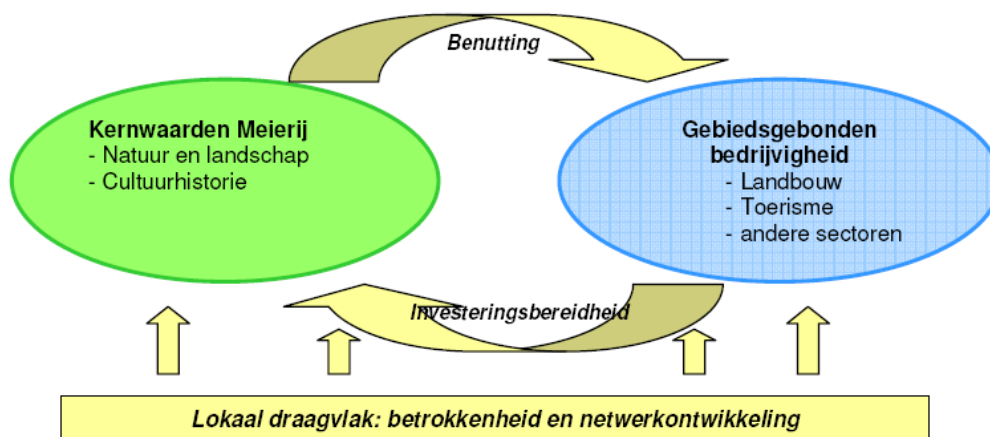 Benutting
Kernwaarden Meierij
- Natuur en landschap
- Cultuurhistorie
Gebiedsgebonden
bedrijvigheid
- Landbouw
- Toerisme
- andere sectoren
Investeringsbereidheid
Lokaal draagvlak: betrokkenheid en netwerkontwikkeling